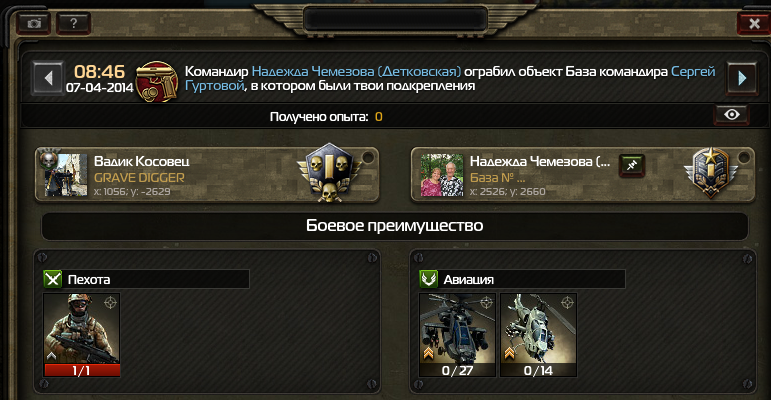 ?
08:46
07-04-2014
Командир Надежда Чемезова (Детковская) ограбил объект База командира Сергей
Гуртовой, в котором были твои подкрепления
Получено опыта: 0
Вадик Косовец
GRAVE DIGGER
x: 1056; y: -2629
Надежда Чемезова (...
База № ...
x: 2526; y: 2660
Боевое преимущество
Пехота
Авиация
1/1
0/27
0/14